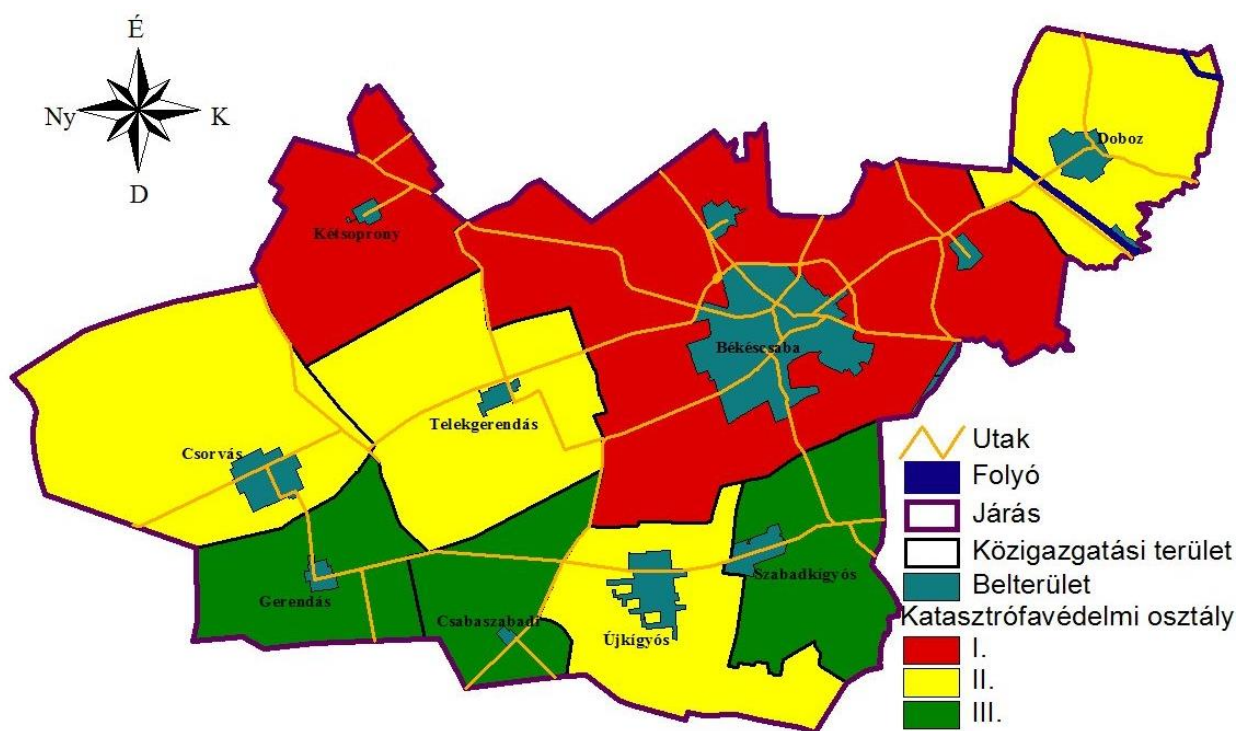 É
Ny
K
D
Doboz
Kétsoprony
Békéscsaba
Telekgerendás
Csorvás
Szabadkígyós
Gerendás
Csabaszabadi
Újkígyós
Utak
Folyó
Járás
Közigazgatási terület
Belterület
Katasztrófavédelmi osztály
I.
II.
III.